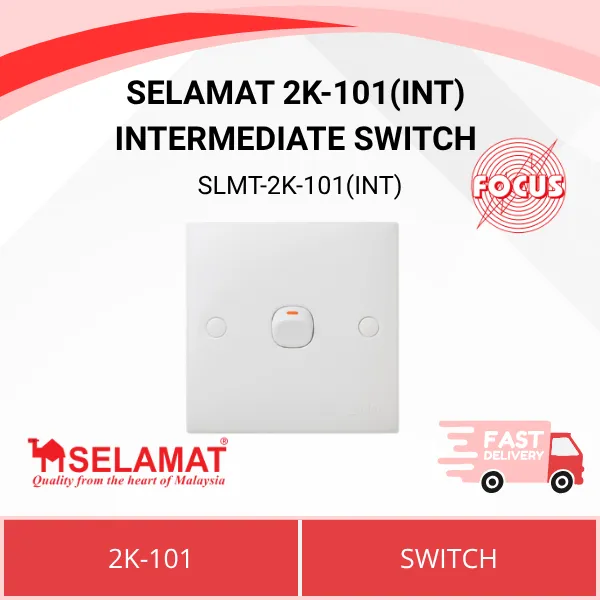 SELAMAT 2K-101(INT)
INTERMEDIATE SWITCH
SLMT-2K-101(INT)
FOCUS
SELAMAT®
Quality from the heart of Malaysia
FAST
DELIVERY
2K-101
SWITCH